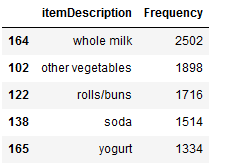 itemDescription Frequency
164 whole milk 2502
102 other vegetables 1898
122 rolls/buns 1716
138 soda 1514
165 yogurt 1334